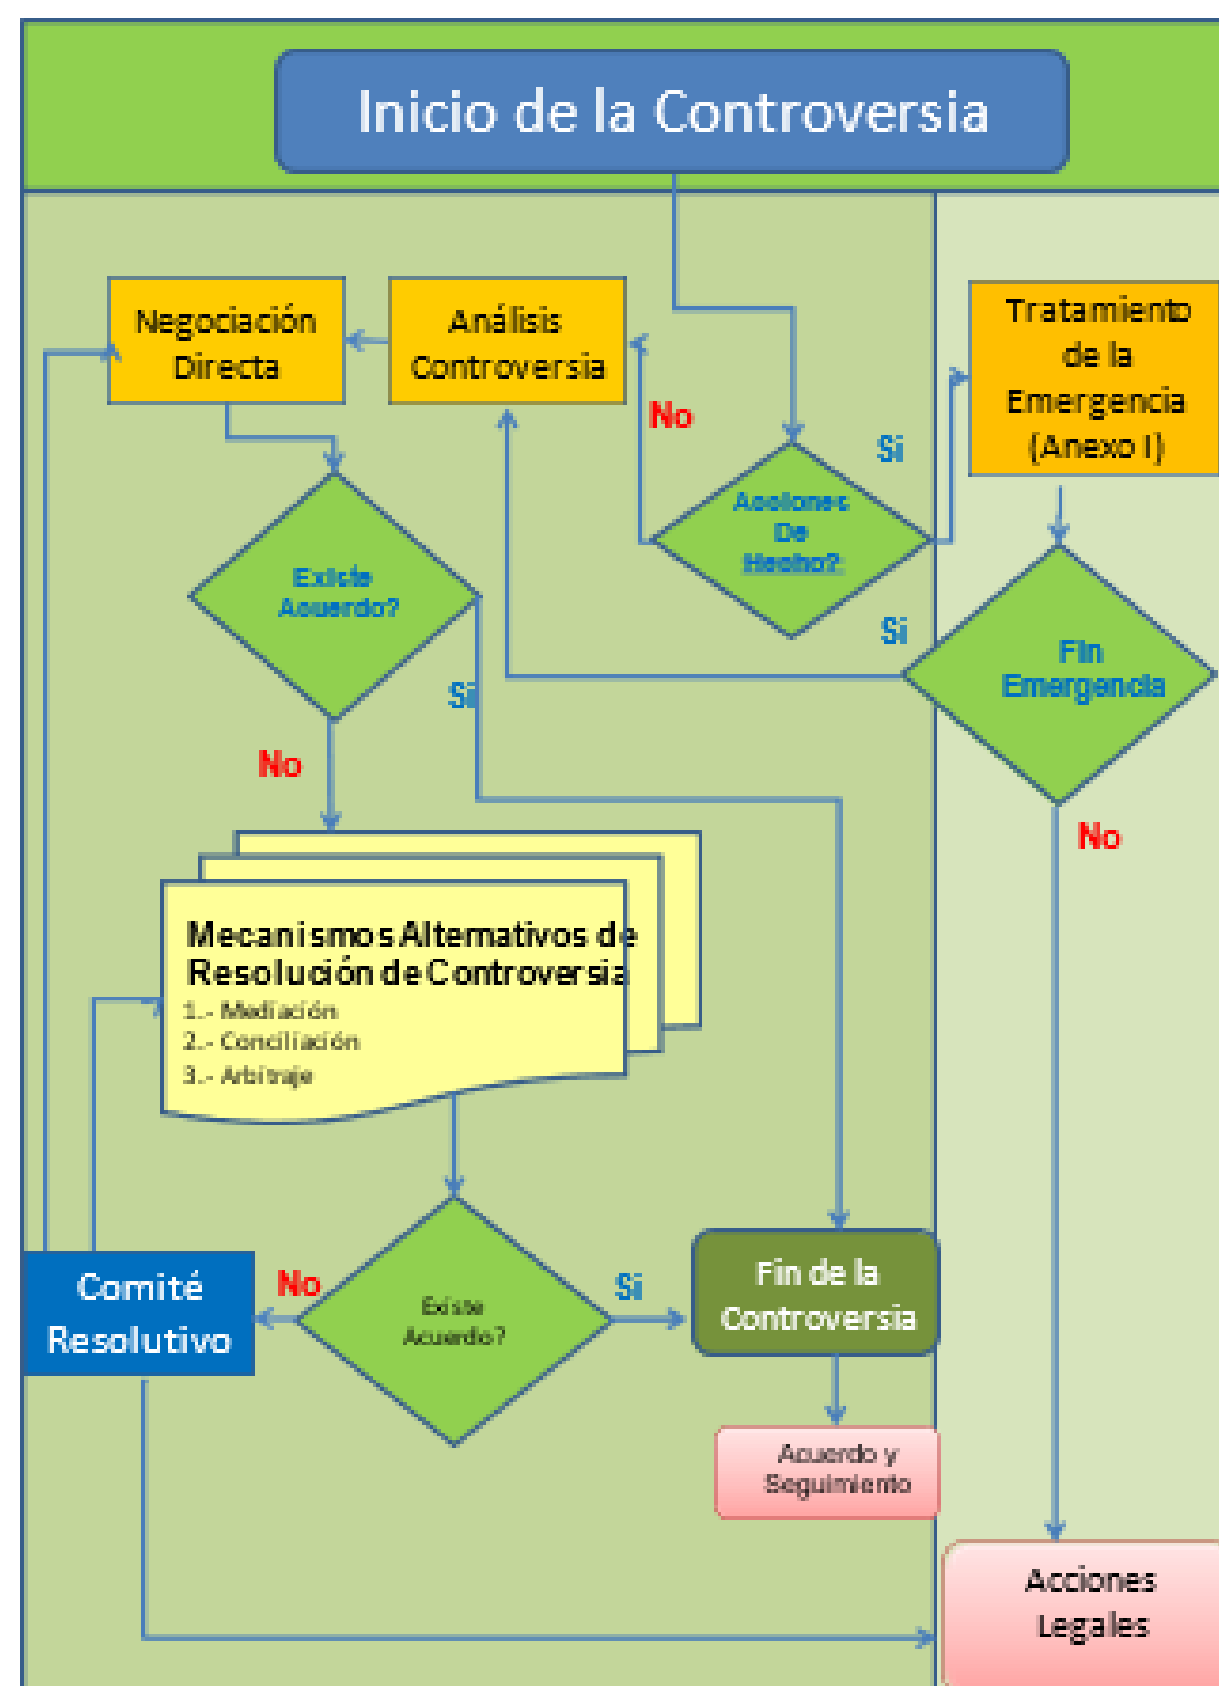 Inicio de la Controversia
Negociación
Directa
Análisis
Controversia
Tratamiento
de la
Emergencia
(Anexo I)
No
Si
Acciones
De
Hecho?
Existe
Acuerdo?
Si
Fin
Emergencia
Si
No
No
Mecanismos Alternativos de
Resolución de Controversia
1.- Mediación
2.- Conciliación
3.- Arbitraje
Comité
Resolutivo
No
Existe
Acuerdo?
Si
Fin de la
Controversia
Acuerdo y
Seguimiento
Acciones
Legales